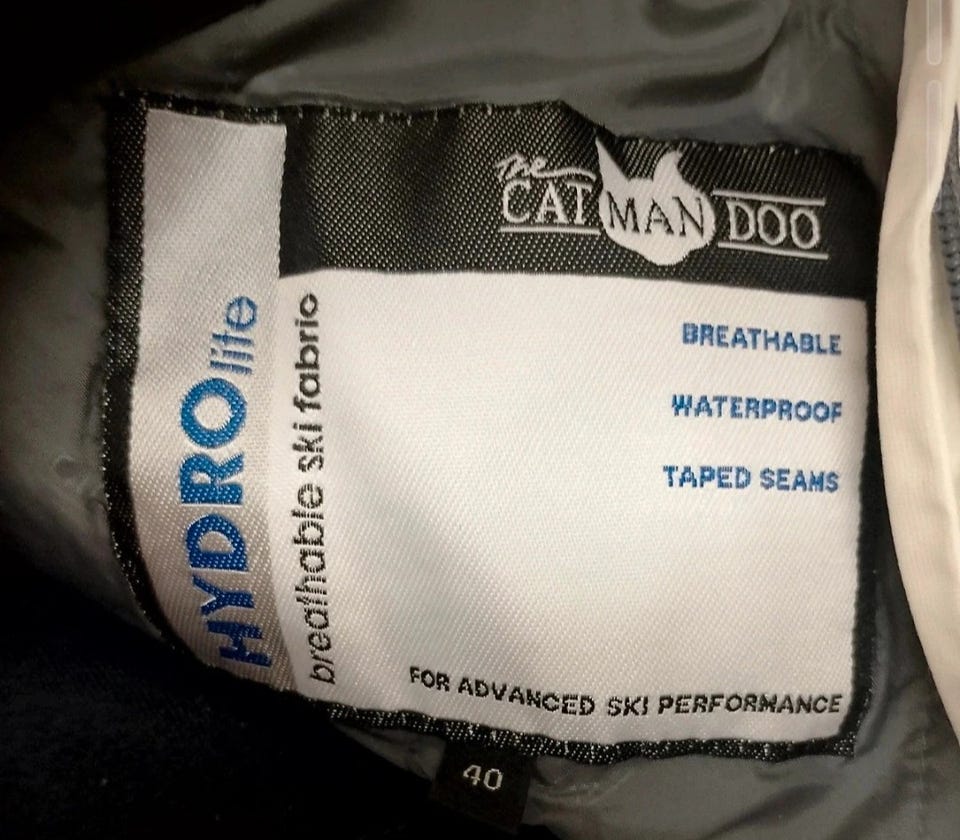 The
CAT MAN DOO
HYDROlite
breathable ski fabric
BREATHABLE
WATERPROOF
TAPED SEAMS
FOR ADVANCED SKI PERFORMANCE
40